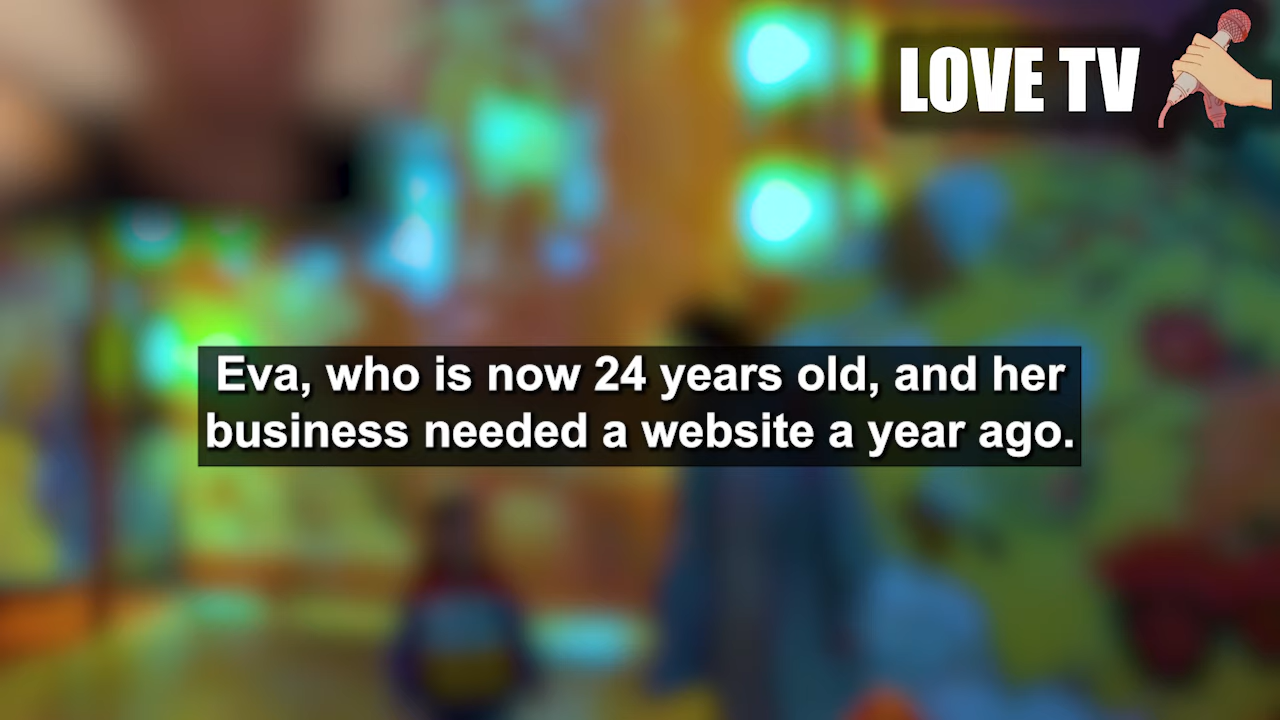 LOVE TV
Eva, who is now 24 years old, and her
business needed a website a year ago.